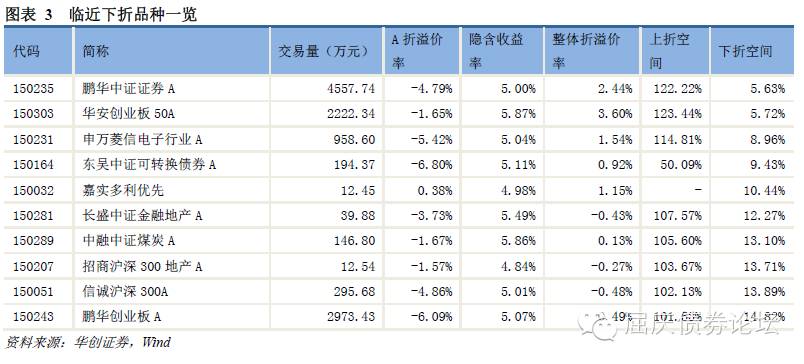 图表 3 临近下折品种一览
代码 简称 交易量（万元） A 折溢价率 隐含收益率 整体折溢价率 上折空间 下折空间
150235 鹏华中证证券 A 4557.74 -4.79% 5.00% 2.44% 122.22% 5.63%
150303 华安创业板 50A 2222.34 -1.65% 5.87% 3.60% 123.44% 5.72%
150231 申万菱信电子行业 A 958.60 -5.42% 5.04% 1.54% 114.81% 8.96%
150164 东吴中证可转换债券 A 194.37 -6.80% 5.11% 0.92% 50.09% 9.43%
150032 嘉实多利优先 12.45 0.38% 4.98% 1.15% - 10.44%
150281 长盛中证金融地产 A 39.88 -3.73% 5.49% -0.43% 107.57% 12.27%
150289 中融中证煤炭 A 146.80 -1.67% 5.86% 0.13% 105.60% 13.10%
150207 招商沪深 300 地产 A 12.54 -1.57% 4.84% -0.27% 103.67% 13.71%
150051 信诚沪深 300A 295.68 -4.86% 5.01% -0.48% 102.13% 13.89%
150243 鹏华创业板 A 2973.43 -6.09% 5.07%
资料来源：华创证券，Wind
屈庆债券论坛